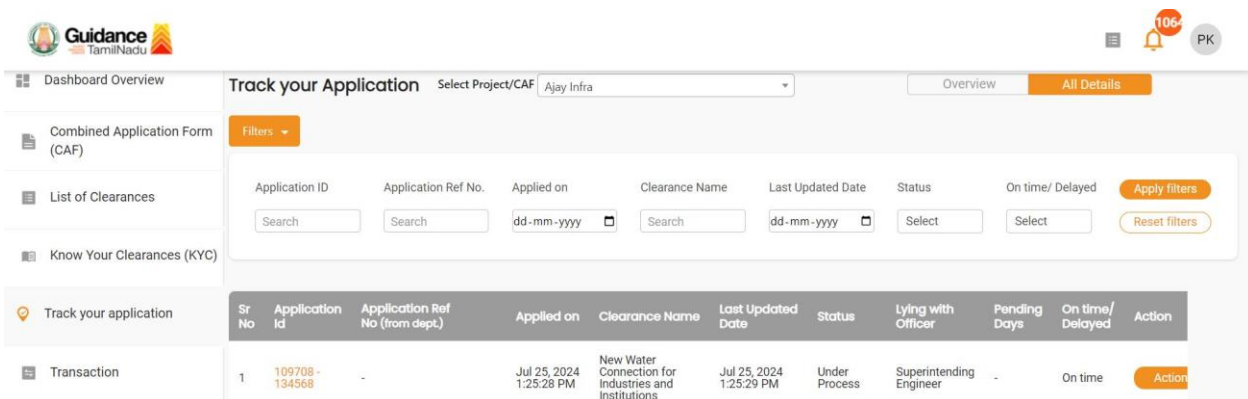 Guidance
TamilNadu
1064
PK
Dashboard Overview
Track your Application
Select Project/CAF
Ajay Infra
Overview
All Details
Combined Application Form
(CAF)
Filters
List of Clearances
Application ID
Application Ref No.
Applied on
Clearance Name
Last Updated Date
Status
On time/ Delayed
Apply filters
Search
Search
dd-mm-yyyy
Search
dd-mm-yyyy
Select
Select
Reset filters
Know Your Clearances (KYC)
Track your application
Sr
No
Application
Id
Application Ref
No (from dept.)
Applied on
Clearance Name
Last Updated
Date
Status
Lying with
Officer
Pending
Days
On time/
Delayed
Action
Transaction
1
109708 -
134568
-
Jul 25, 2024
1:25:28 PM
New Water
Connection for
Industries and
Institutions
Jul 25, 2024
1:25:29 PM
Under
Process
Superintending
Engineer
-
On time
Action